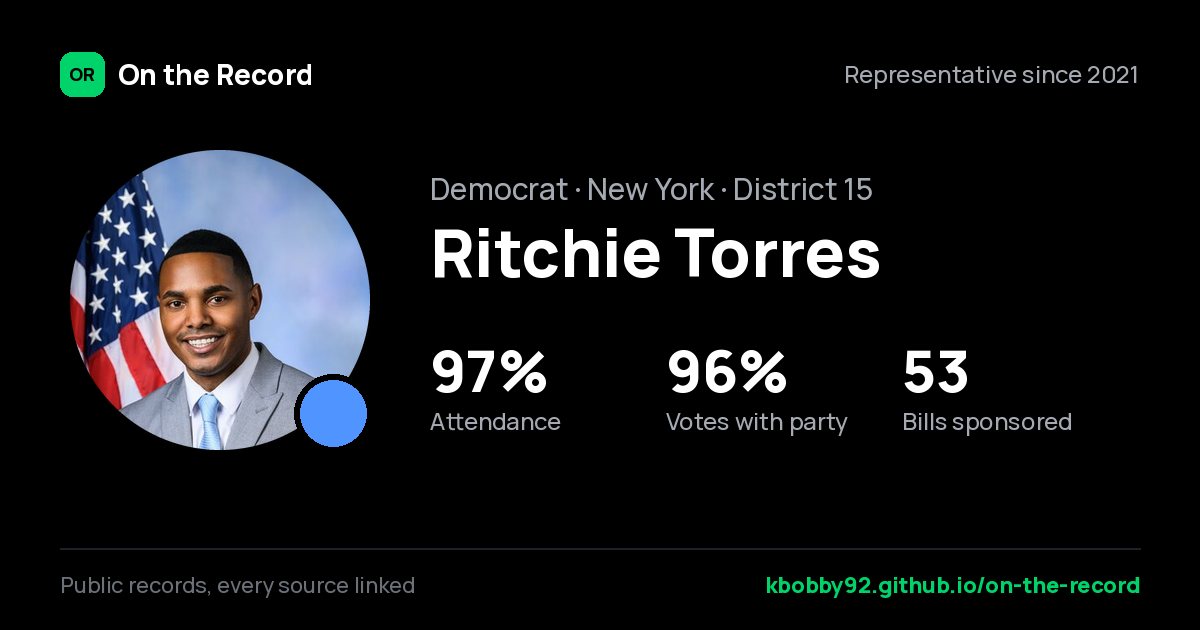 OR On the Record
Representative since 2021
Democrat · New York · District 15
Ritchie Torres
97% 96% 53
Attendance Votes with party Bills sponsored
Public records, every source linked
kbobby92.github.io/on-the-record